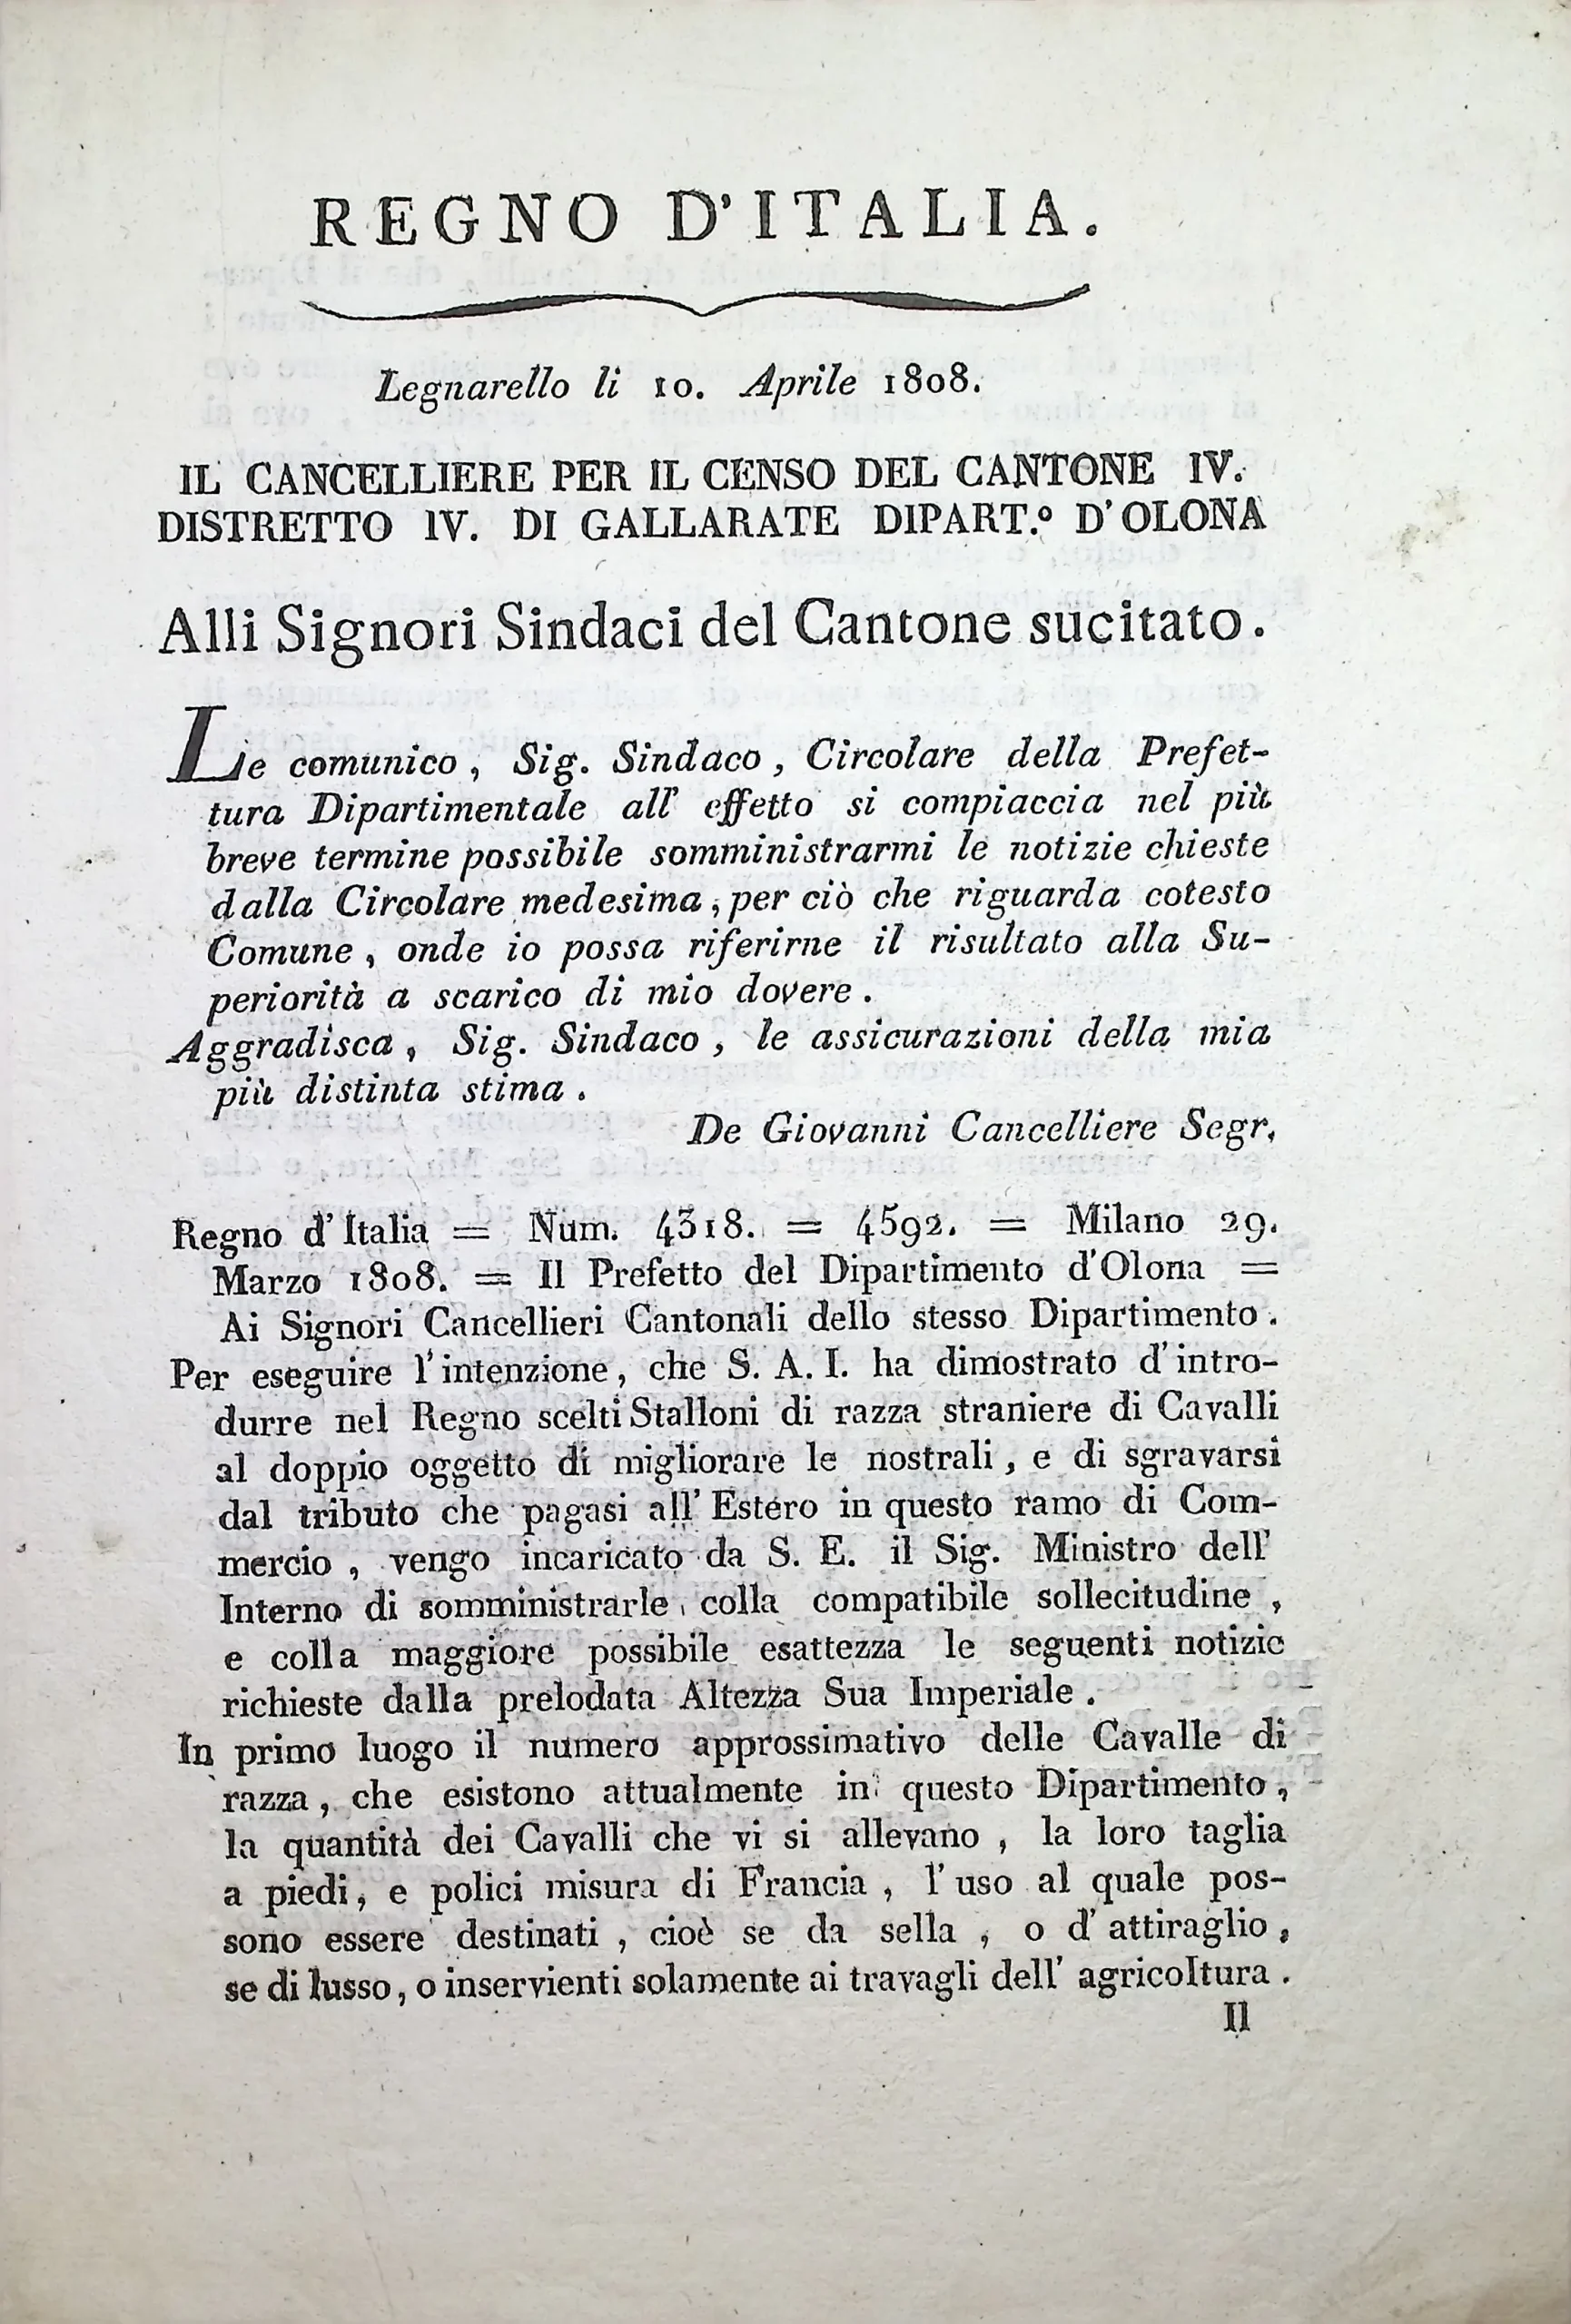 REGNO D'ITALIA.
Legnarello li 10. Aprile 1808.
IL CANCELLIERE PER IL CENSO DEL CANTONE IV.
DISTRETTO IV. DI GALLARATE DIPART.º D'OLONA
Alli Signori Sindaci del Cantone sucitato.
Le comunico, Sig. Sindaco, Circolare della Prefet-
tura Dipartimentale all' effetto si compiaccia nel più
breve termine possibile somministrarmi le notizie chieste
dalla Circolare medesima, per ciò che riguarda cotesto
Comune, onde io possa riferirne il risultato alla Su-
periorità a scarico di mio dovere.
Aggradisca, Sig. Sindaco, le assicurazioni della mia
più distinta stima.
De Giovanni Cancelliere Segr.
Regno d'Italia = Num. 4318. = 4592. = Milano 29.
Marzo 1808. = Il Prefetto del Dipartimento d'Olona =
Ai Signori Cancellieri Cantonali dello stesso Dipartimento.
Per eseguire l'intenzione, che S. A. I. ha dimostrato d'intro-
durre nel Regno scelti Stalloni di razza straniere di Cavalli
al doppio oggetto di migliorare le nostrali, e di sgravarsi
dal tributo che pagasi all' Estero in questo ramo di Com-
mercio, vengo incaricato da S. E. il Sig. Ministro dell'
Interno di somministrarle colla compatibile sollecitudine,
e colla maggiore possibile esattezza le seguenti notizie
richieste dalla prelodata Altezza Sua Imperiale.
In primo luogo il numero approssimativo delle Cavalle di
razza, che esistono attualmente in questo Dipartimento,
la quantità dei Cavalli che vi si allevano, la loro taglia
a piedi, e polici misura di Francia, l'uso al quale pos-
sono essere destinati, cioè se da sella, o d'attiraglio,
se di lusso, o inservienti solamente ai travagli dell' agricoltura.
Il